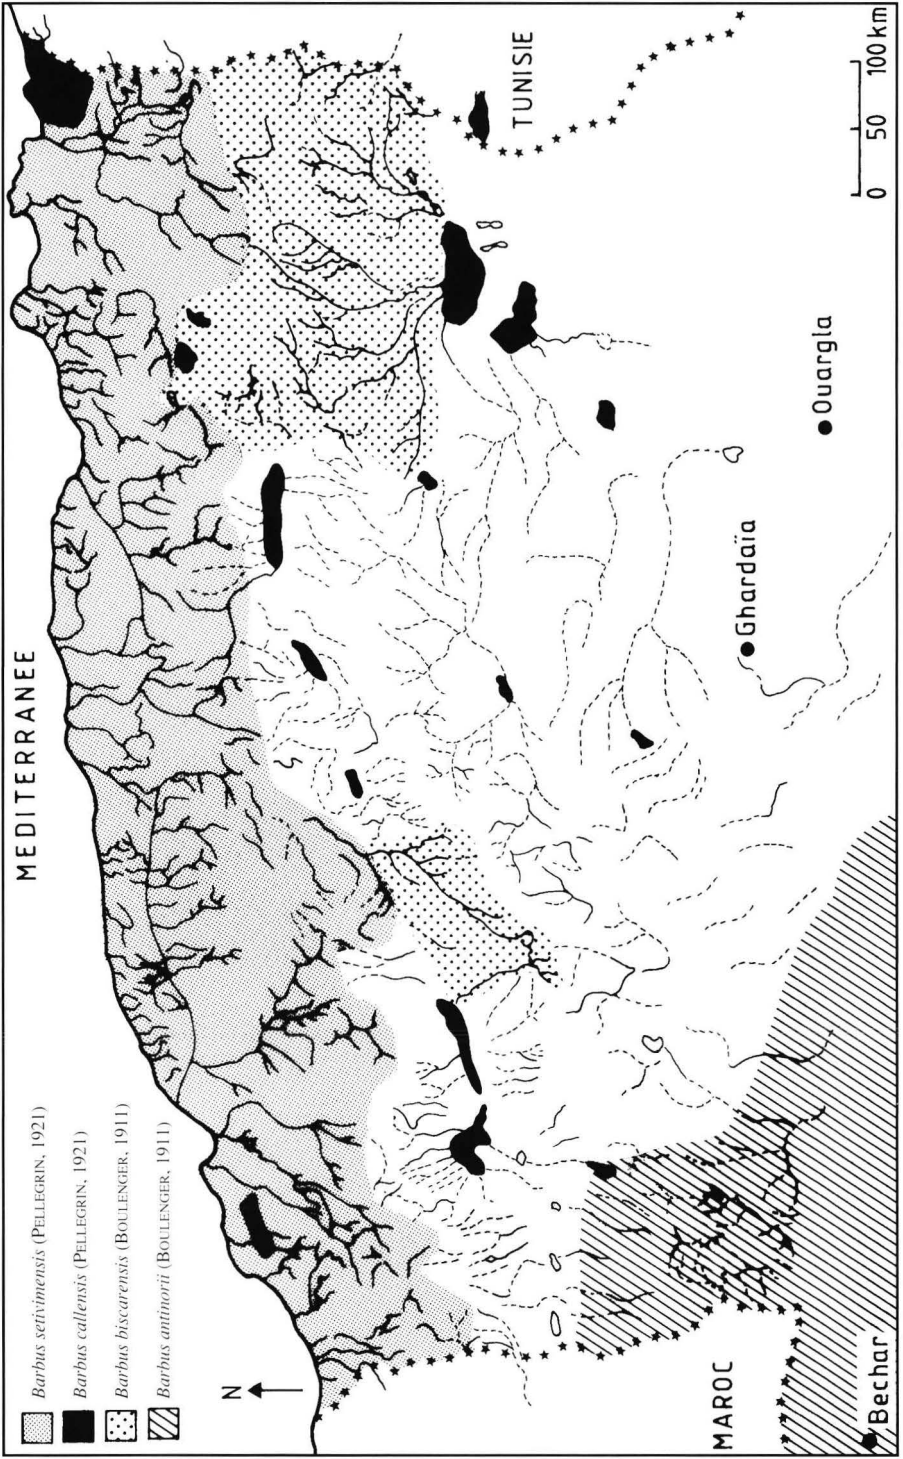 Barbus setivimensis (PELLEGRIN, 1921)
Barbus callensis (PELLEGRIN, 1921)
Barbus biscarensis (BOULENGER, 1911)
Barbus antinorii (BOULENGER, 1911)
N
MEDITERRANEE
MAROC
Bechar
Ghardaïa
Ouargla
TUNISIE
0 50 100 km